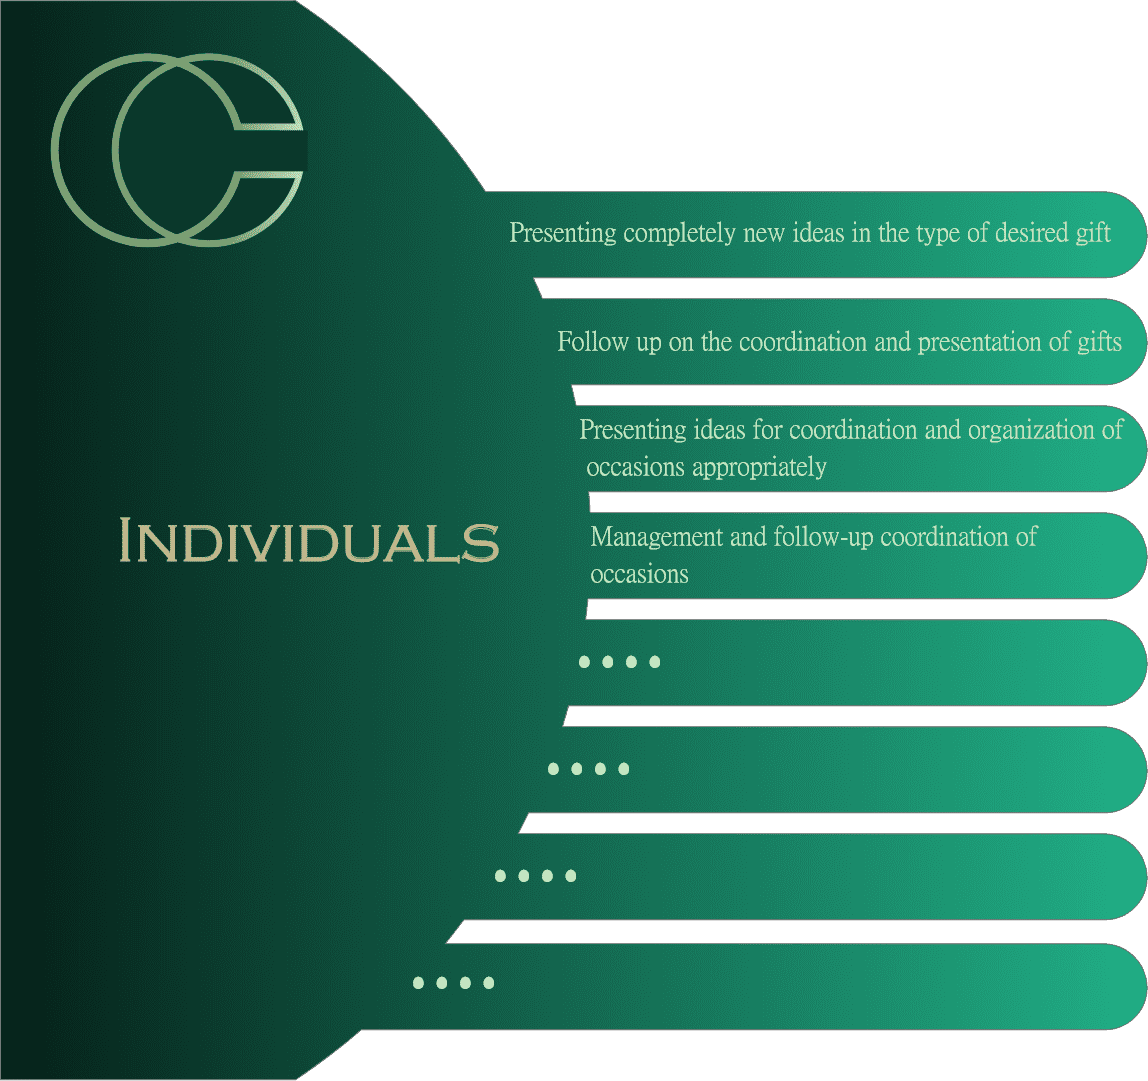 Presenting completely new ideas in the type of desired gift
Follow up on the coordination and presentation of gifts
Presenting ideas for coordination and organization of
occasions appropriately
Individuals
Management and follow-up coordination of
occasions
....
....
....
....